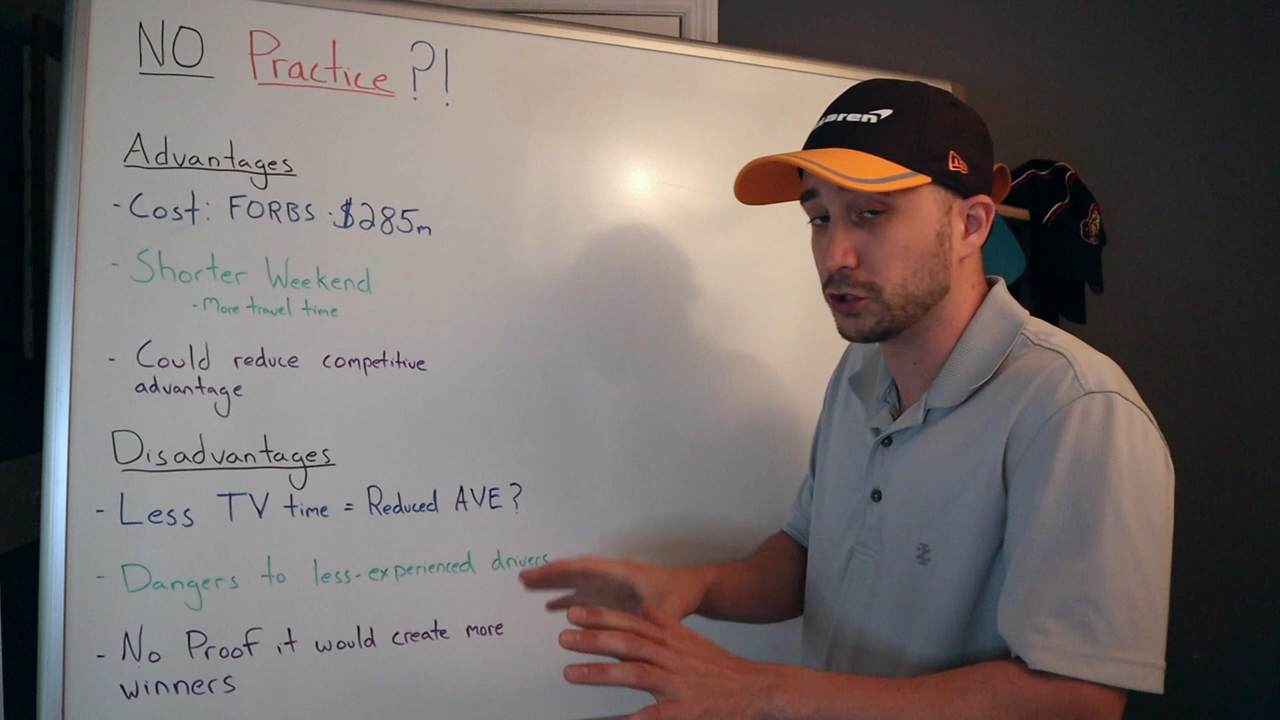 NO Practice?!
Advantages
- Cost: FORBS - $285m
- Shorter Weekend
- More travel time
- Could reduce competitive
advantage
Disadvantages
- Less TV time = Reduced AVE?
- Dangers to less-experienced drivers
- No Proof it would create more
winners
McLaren